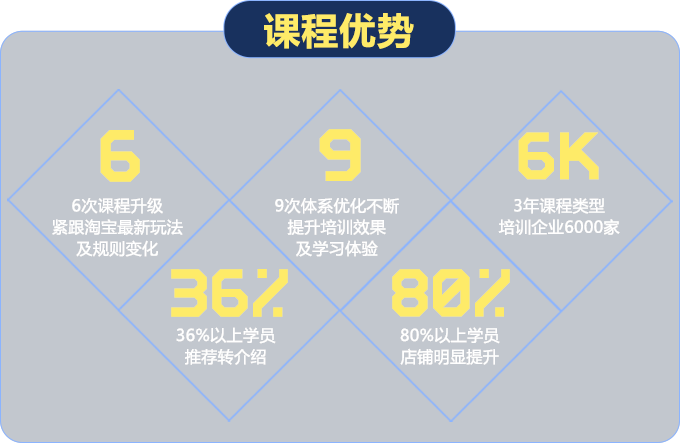 课程优势
6
6次课程升级
紧跟淘宝最新玩法
及规则变化
9
9次体系优化不断
提升培训效果
及学习体验
6K
3年课程类型
培训企业6000家
36%
36%以上学员
推荐转介绍
80%
80%以上学员
店铺明显提升